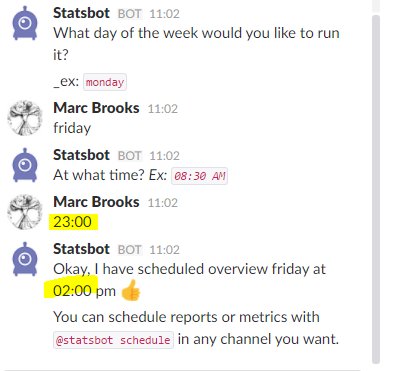 Statsbot BOT 11:02
What day of the week would you like to run
it?
_ex: monday
Marc Brooks 11:02
friday
Statsbot BOT 11:02
At what time? Ex: 08:30 AM
Marc Brooks 11:02
23:00
Statsbot BOT 11:02
Okay, I have scheduled overview friday at
02:00 pm 👍
You can schedule reports or metrics with
@statsbot schedule in any channel you want.